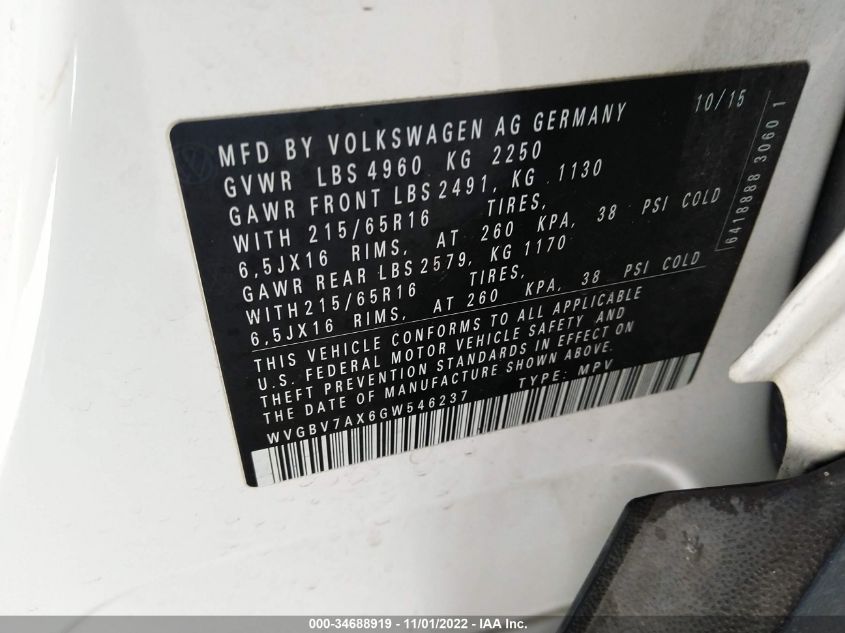 MFD BY VOLKSWAGEN AG GERMANY 10/15
GVWR LBS 4960 KG 2250
GAWR FRONT LBS 2491, KG 1130
WITH 215/65R16 TIRES,
6,5JX16 RIMS, AT 260 KPA, 38 PSI COLD
GAWR REAR LBS 2579, KG 1170
WITH 215/65R16 TIRES,
6,5JX16 RIMS, AT 260 KPA, 38 PSI COLD
THIS VEHICLE CONFORMS TO ALL APPLICABLE
U.S. FEDERAL MOTOR VEHICLE SAFETY AND
THEFT PREVENTION STANDARDS IN EFFECT ON
THE DATE OF MANUFACTURE SHOWN ABOVE.
WVGBV7AX6GW546237 TYPE: MPV
6418888 30601
000-34688919 - 11/01/2022 - IAA Inc.